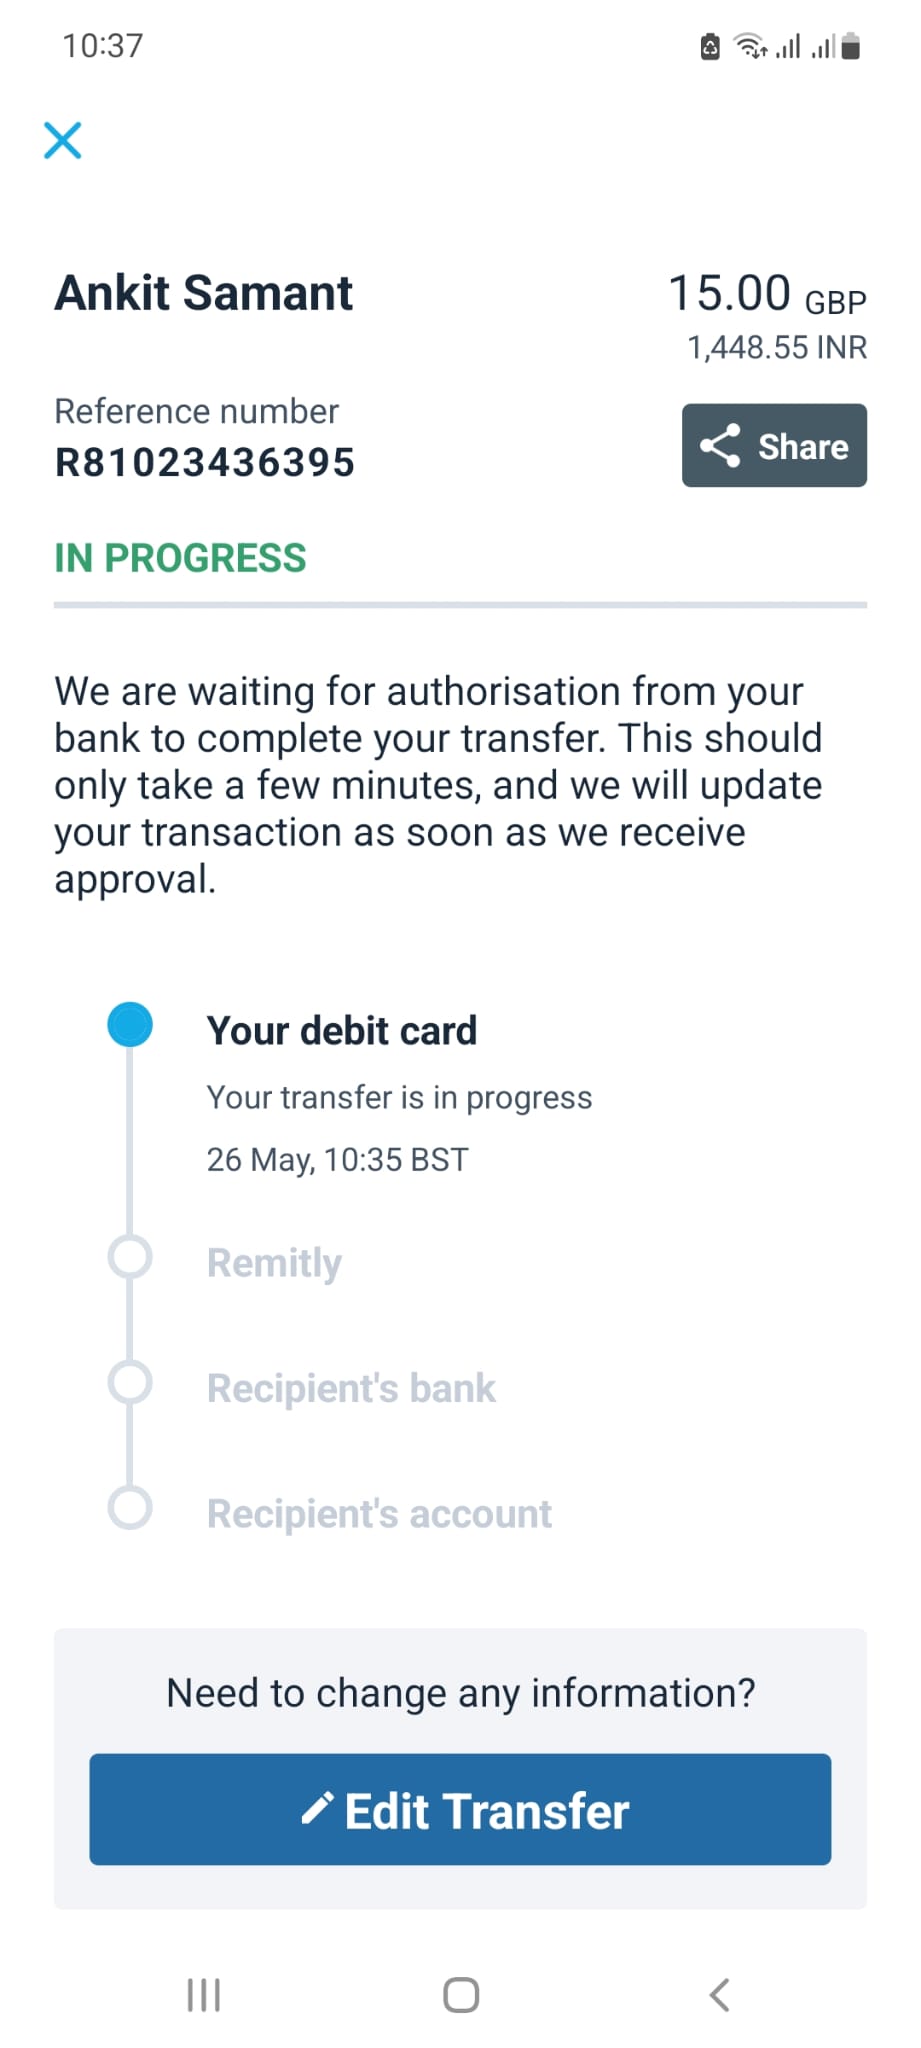 10:37
Ankit Samant
15.00 GBP
1,448.55 INR
Reference number
R81023436395
Share
IN PROGRESS
We are waiting for authorisation from your
bank to complete your transfer. This should
only take a few minutes, and we will update
your transaction as soon as we receive
approval.
Your debit card
Your transfer is in progress
26 May, 10:35 BST
Remitly
Recipient's bank
Recipient's account
Need to change any information?
Edit Transfer